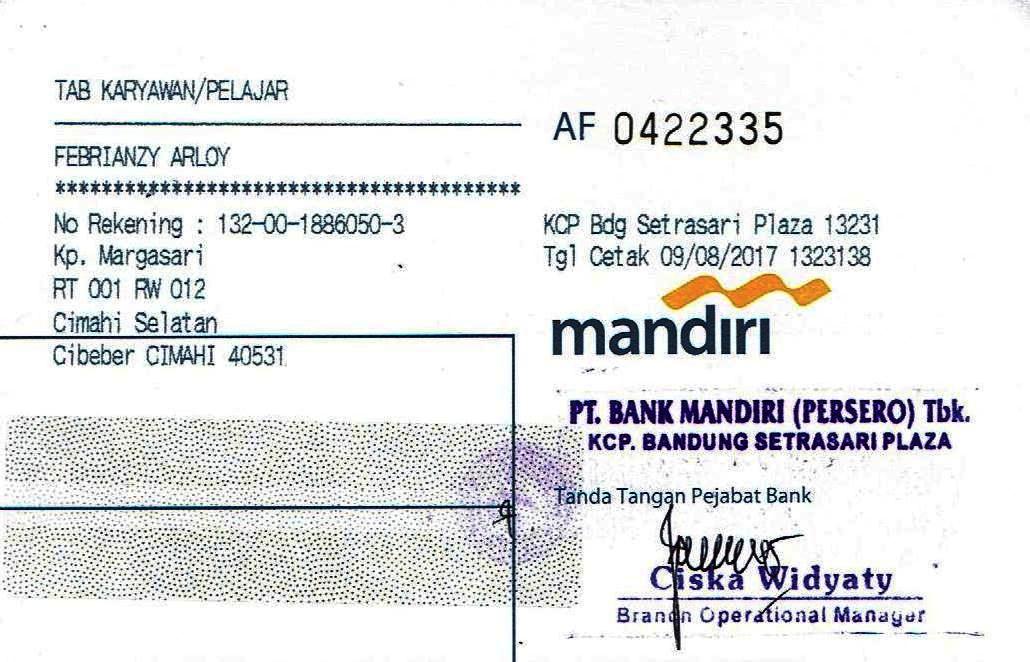 TAB KARYAWAN/PELAJAR
AF 0422335
FEBRIANZY ARLOY
****************************************
No Rekening : 132-00-1886050-3
Kp. Margasari
RT 001 RW 012
Cimahi Selatan
Cibeber CIMAHI 40531
KCP Bdg Setrasari Plaza 13231
Tgl Cetak 09/08/2017 1323138
mandiri
PT. BANK MANDIRI (PERSERO) Tbk.
KCP. BANDUNG SETRASARI PLAZA
Tanda Tangan Pejabat Bank
Ciska Widyaty
Branch Operational Manager